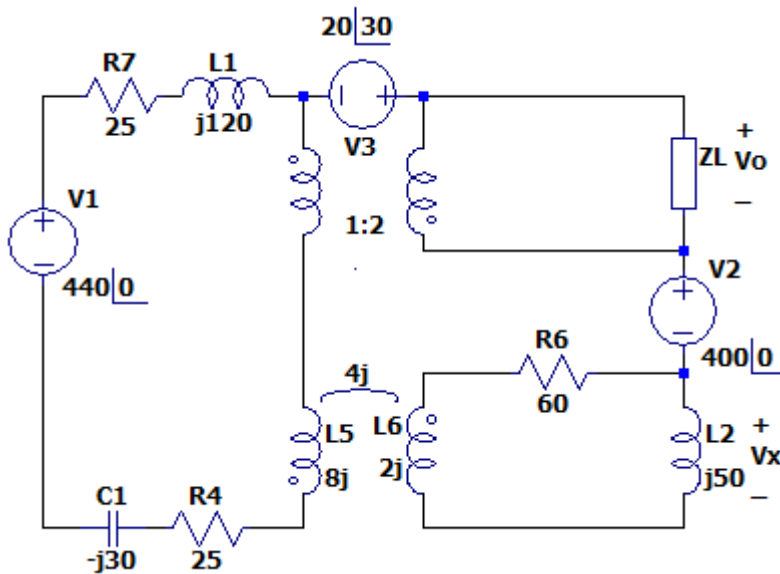 20|30
R7
L1
25
j120
V3
+
Vo
–
ZL
V1
1:2
440|0
V2
400|0
4j
R6
60
L5
L6
8j
2j
L2
+
Vx
–
j50
C1
R4
-j30
25